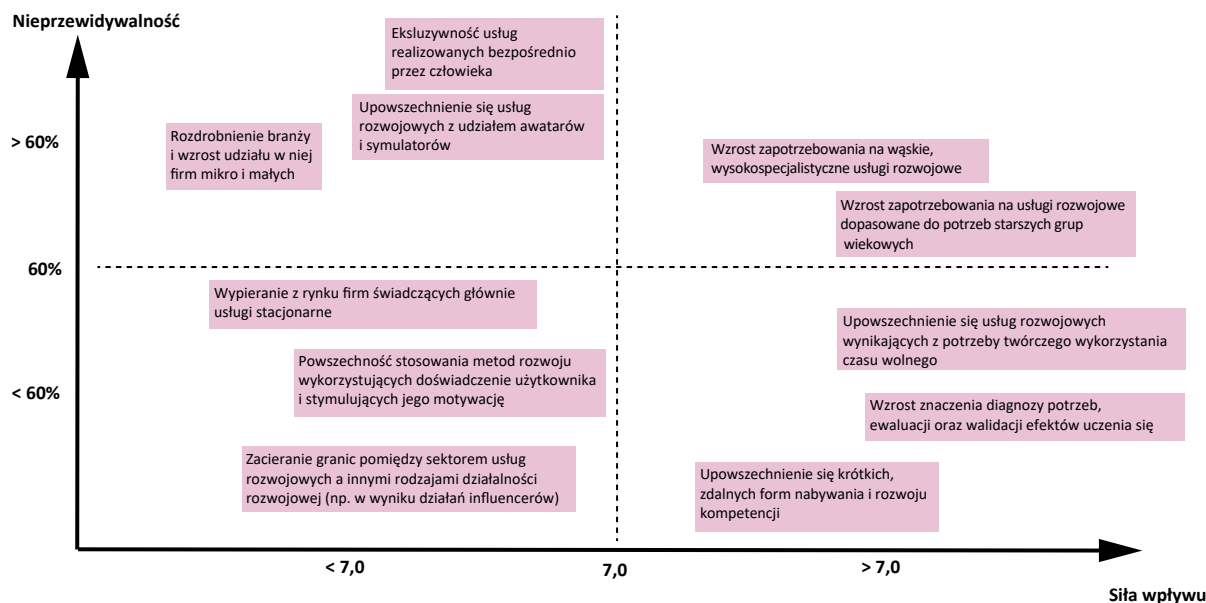 Nieprzewidywalność
Eksluzywność usług
realizowanych bezpośrednio
przez człowieka
Upowszechnienie się usług
rozwojowych z udziałem awatarów
i symulatorów
Rozdrobnienie branży
i wzrost udziału w niej
firm mikro i małych
> 60%
Wzrost zapotrzebowania na wąskie,
wysokospecjalistyczne usługi rozwojowe
Wzrost zapotrzebowania na usługi rozwojowe
dopasowane do potrzeb starszych grup
wiekowych
60%
Wypieranie z rynku firm świadczących głównie
usługi stacjonarne
Upowszechnienie się usług rozwojowych
wynikających z potrzeby twórczego wykorzystania
czasu wolnego
Powszechność stosowania metod rozwoju
wykorzystujących doświadczenie użytkownika
i stymulujących jego motywację
< 60%
Wzrost znaczenia diagnozy potrzeb,
ewaluacji oraz walidacji efektów uczenia się
Zacieranie granic pomiędzy sektorem usług
rozwojowych a innymi rodzajami działalności
rozwojowej (np. w wyniku działań influencerów)
Upowszechnienie się krótkich,
zdalnych form nabywania i rozwoju
kompetencji
< 7,0
7,0
> 7,0
Siła wpływu